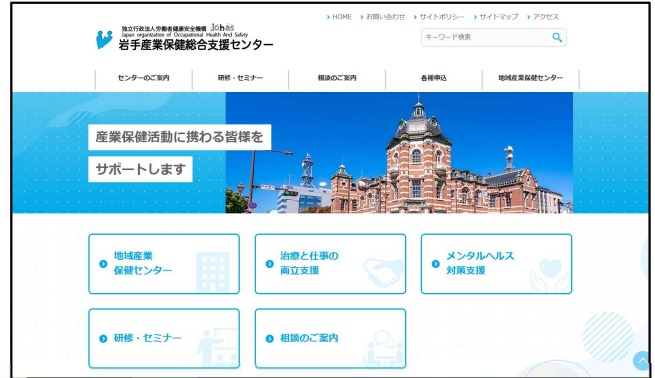 HOME お問い合わせ サイトポリシー サイトマップ アクセス
独立行政法人労働者健康安全機構 Johas
Japan organization of Occupational Health And Safety
岩手産業保健総合支援センター
キーワード検索
センターのご案内 研修・セミナー 相談のご案内 各種申込 地域産業保健センター
産業保健活動に携わる皆様を
サポートします
地域産業
保健センター
治療と仕事の
両立支援
メンタルヘルス
対策支援
研修・セミナー
相談のご案内